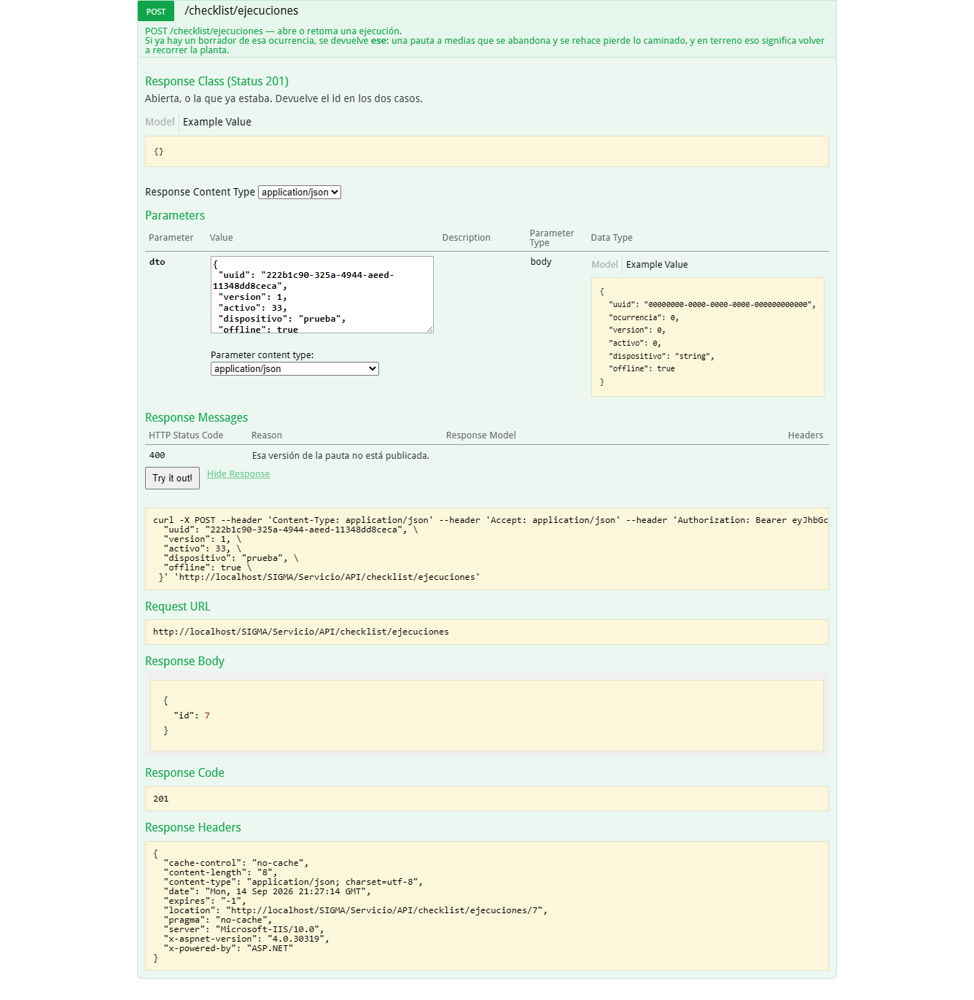 POST /checklist/ejecuciones
POST /checklist/ejecuciones — abre o retoma una ejecución.
Si ya hay un borrador de esa ocurrencia, se devuelve ese: una pauta a medias que se abandona y se rehace pierde lo caminado, y en terreno eso significa volver
a recorrer la planta.
Response Class (Status 201)
Abierta, o la que ya estaba. Devuelve el id en los dos casos.
Model Example Value
{}
Response Content Type application/json
Parameters
Parameter Value Description Parameter Type Data Type
dto
{
"uuid": "222b1c90-325a-4944-aeed-
11348dd8ceca",
"version": 1,
"activo": 33,
"dispositivo": "prueba",
"offline": true
Parameter content type:
application/json
body
Model Example Value
{
"uuid": "00000000-0000-0000-0000-000000000000",
"ocurrencia": 0,
"version": 0,
"activo": 0,
"dispositivo": "string",
"offline": true
}
Response Messages
HTTP Status Code Reason Response Model Headers
400 Esa versión de la pauta no está publicada.
Try it out! Hide Response
curl -X POST --header 'Content-Type: application/json' --header 'Accept: application/json' --header 'Authorization: Bearer eyJhbGc
"uuid": "222b1c90-325a-4944-aeed-11348dd8ceca", \
"version": 1, \
"activo": 33, \
"dispositivo": "prueba", \
"offline": true \
}' 'http://localhost/SIGMA/Servicio/API/checklist/ejecuciones'
Request URL
http://localhost/SIGMA/Servicio/API/checklist/ejecuciones
Response Body
{
"id": 7
}
Response Code
201
Response Headers
{
"cache-control": "no-cache",
"content-length": "8",
"content-type": "application/json; charset=utf-8",
"date": "Mon, 14 Sep 2026 21:27:14 GMT",
"expires": "-1",
"location": "http://localhost/SIGMA/Servicio/API/checklist/ejecuciones/7",
"pragma": "no-cache",
"server": "Microsoft-IIS/10.0",
"x-aspnet-version": "4.0.30319",
"x-powered-by": "ASP.NET"
}